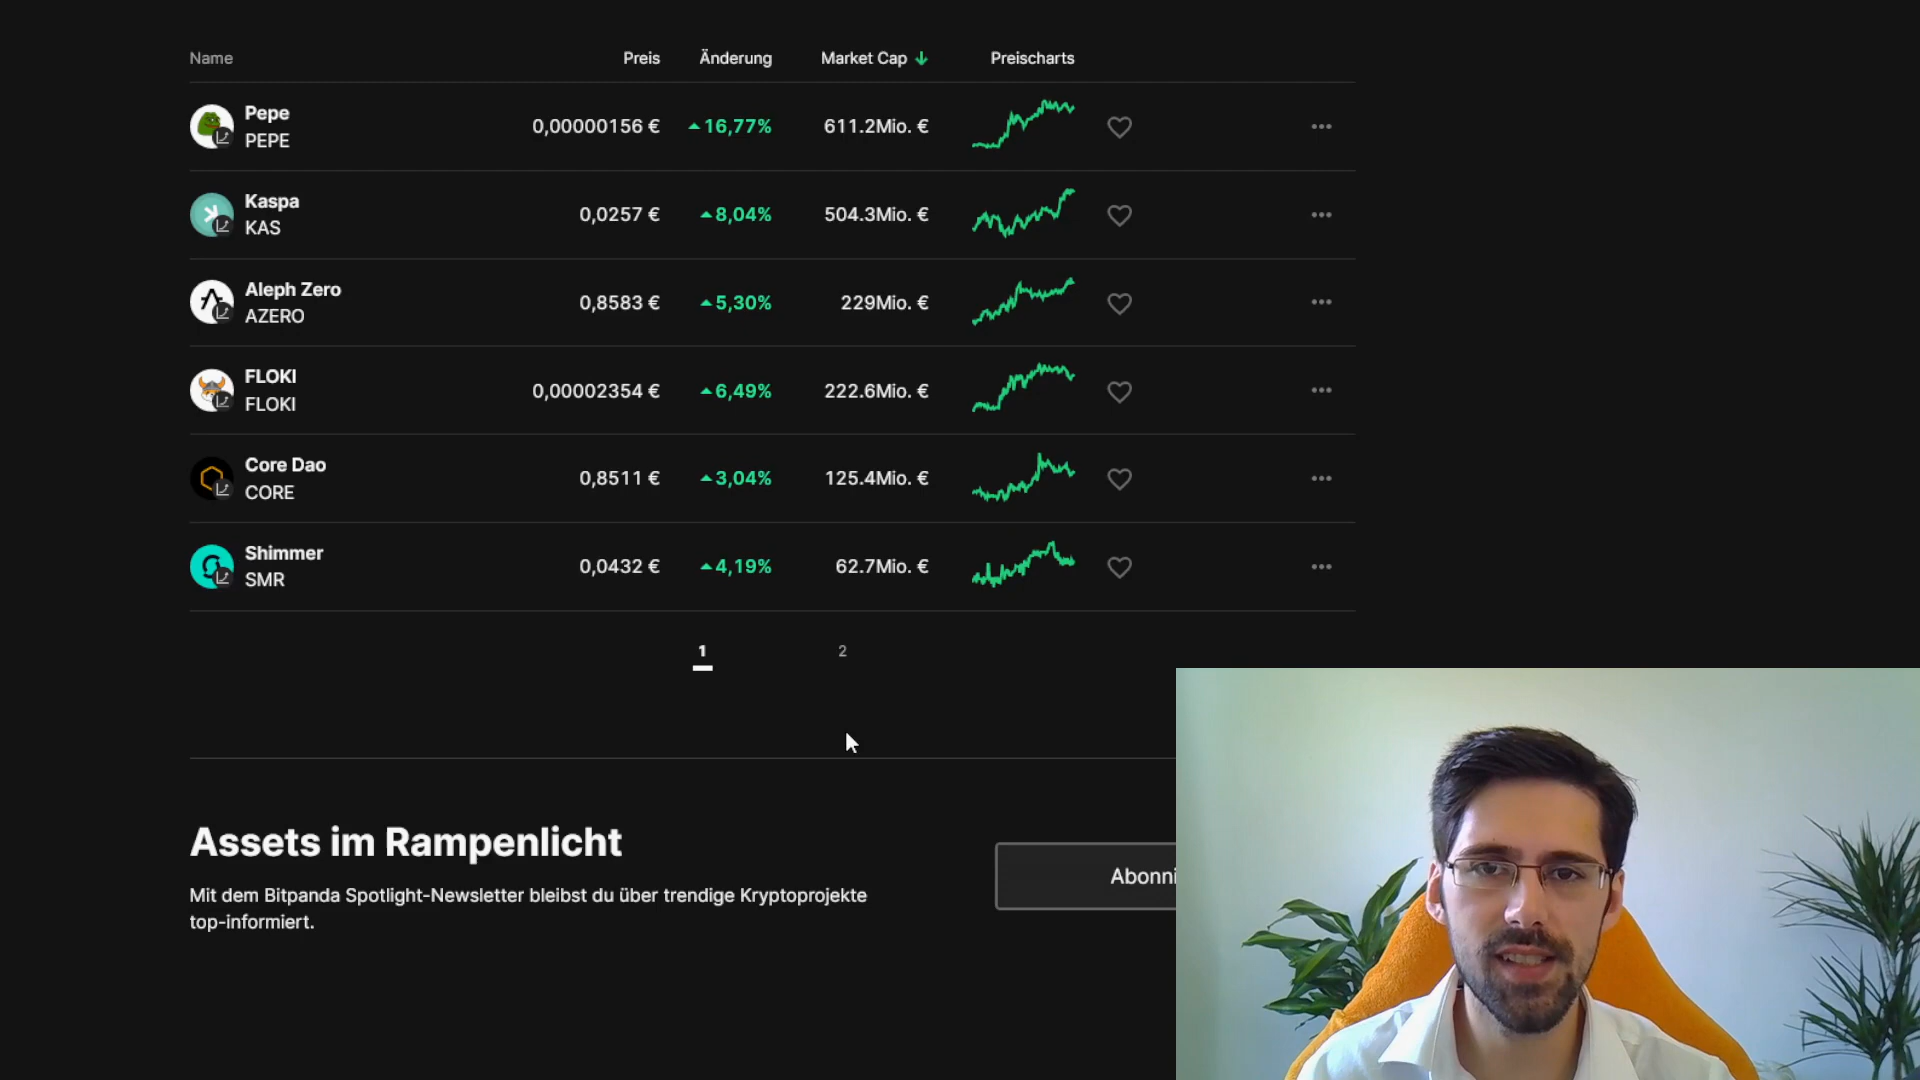 Name Preis Änderung Market Cap Preischarts
Pepe
PEPE
0,00000156 € 16,77% 611.2Mio. €
Kaspa
KAS
0,0257 € 8,04% 504.3Mio. €
Aleph Zero
AZERO
0,8583 € 5,30% 229Mio. €
FLOKI
FLOKI
0,00002354 € 6,49% 222.6Mio. €
Core Dao
CORE
0,8511 € 3,04% 125.4Mio. €
Shimmer
SMR
0,0432 € 4,19% 62.7Mio. €
1 2
Assets im Rampenlicht
Mit dem Bitpanda Spotlight-Newsletter bleibst du über trendige Kryptoprojekte
top-informiert.
Abonni